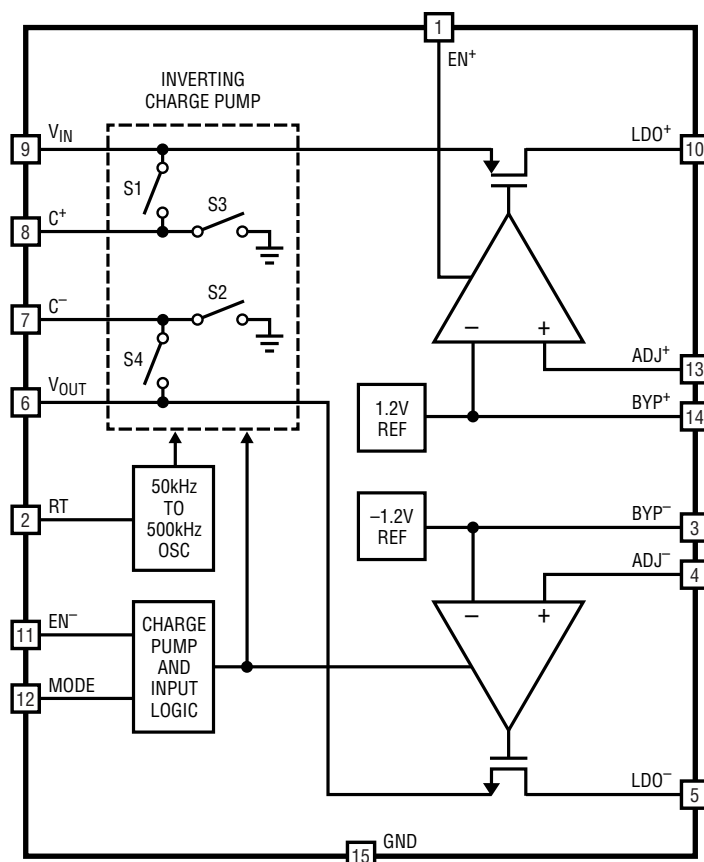 1
EN+
INVERTING
CHARGE PUMP
VIN
9
LDO+
10
S1
C+
8
S3
C−
7
S2
S4
VOUT
6
− +
ADJ+
13
1.2V
REF
BYP+
14
50kHz
TO
500kHz
OSC
RT
2
−1.2V
REF
BYP−
3
ADJ−
4
− +
EN−
11
MODE
12
CHARGE
PUMP
AND
INPUT
LOGIC
LDO−
5
GND
15